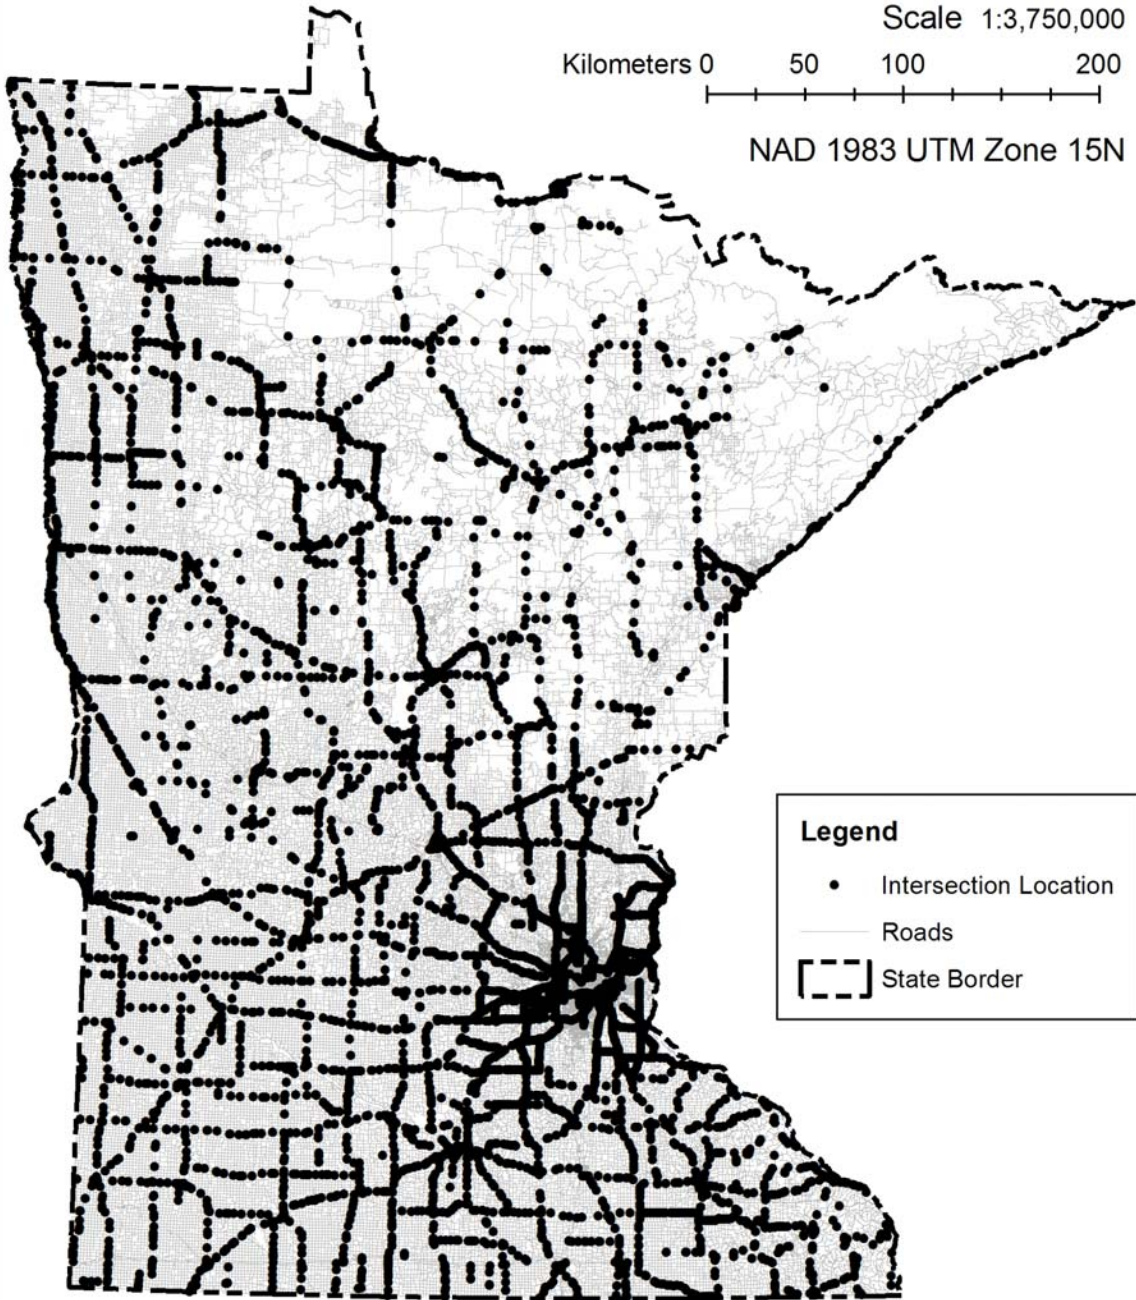 Scale 1:3,750,000
Kilometers 0 50 100 200
NAD 1983 UTM Zone 15N
Legend
Intersection Location
Roads
State Border